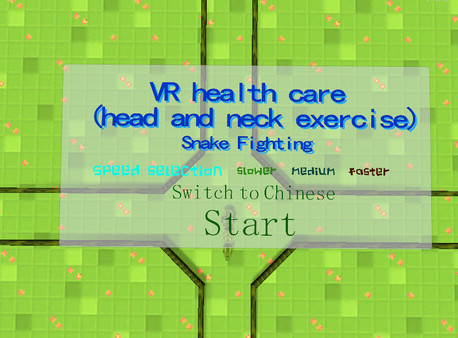 VR health care
(head and neck exercise)
Snake Fighting
speed selection slower medium faster
Switch to Chinese
Start